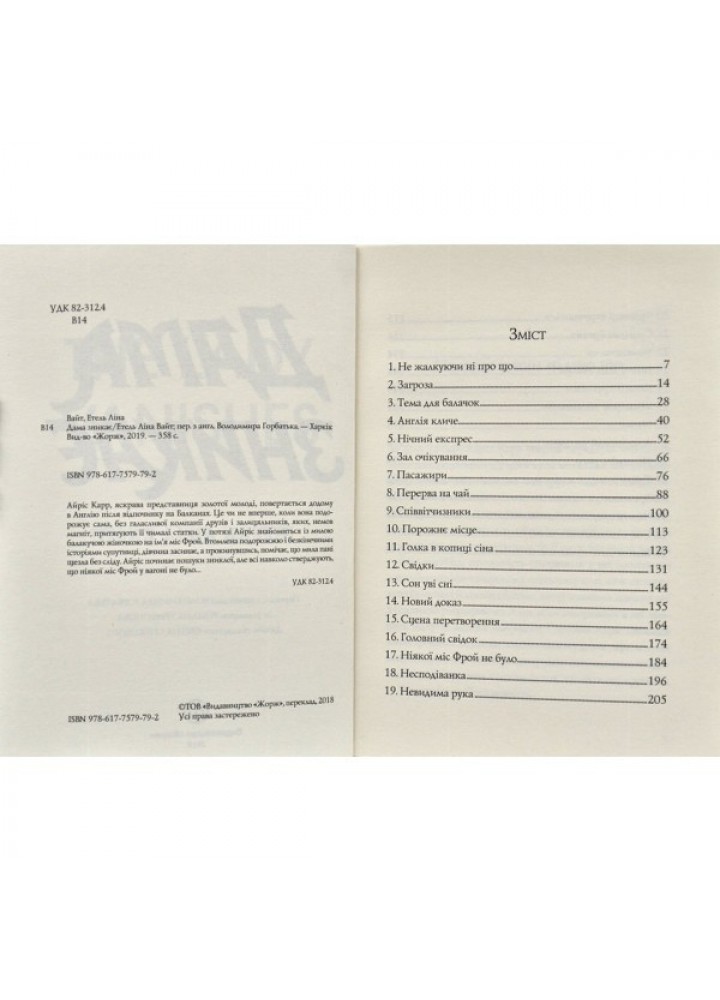 УДК 82-312.4
В14
Вайт, Етель Ліна
В14 Дама зникає/Етель Ліна Вайт; пер. з англ. Володимира Горбатька. — Харків
Вид-во «Жорж», 2019. — 358 с.
ISBN 978-617-7579-79-2
Айріс Карр, яскрава представниця золотої молоді, повертається додому
в Англію після відпочинку на Балканах. Це чи не вперше, коли вона подо-
рожує сама, без галасливої компанії друзів і залицяльників, яких, немов
магніт, притягують її чималі статки. У потязі Айріс знайомиться із милою
балакучою жіночкою на ім'я міс Фрой. Втомлена подорожжю і безкінечними
історіями супутниці, дівчина засинає, а прокинувшись, помічає, що мила пані
щезла без сліду. Айріс починає пошуки зниклої, але всі навколо стверджують,
що ніякої міс Фрой у вагоні не було...
УДК 82-312.4
©ТОВ «Видавництво «Жорж», переклад, 2018
ISBN 978-617-7579-79-2 Усі права застережено
Зміст
1. Не жалкуючи ні про що 7
2. Загроза 14
3. Тема для балачок 28
4. Англія кличе 40
5. Нічний експрес 52
6. Зал очікування 66
7. Пасажири 76
8. Перерва на чай 88
9. Співвітчизники 100
10. Порожнє місце 113
11. Голка в копиці сіна 123
12. Свідки 131
13. Сон уві сні 144
14. Новий доказ 155
15. Сцена перетворення 164
16. Головний свідок 174
17. Ніякої міс Фрой не було 184
18. Несподіванка 196
19. Невидима рука 205